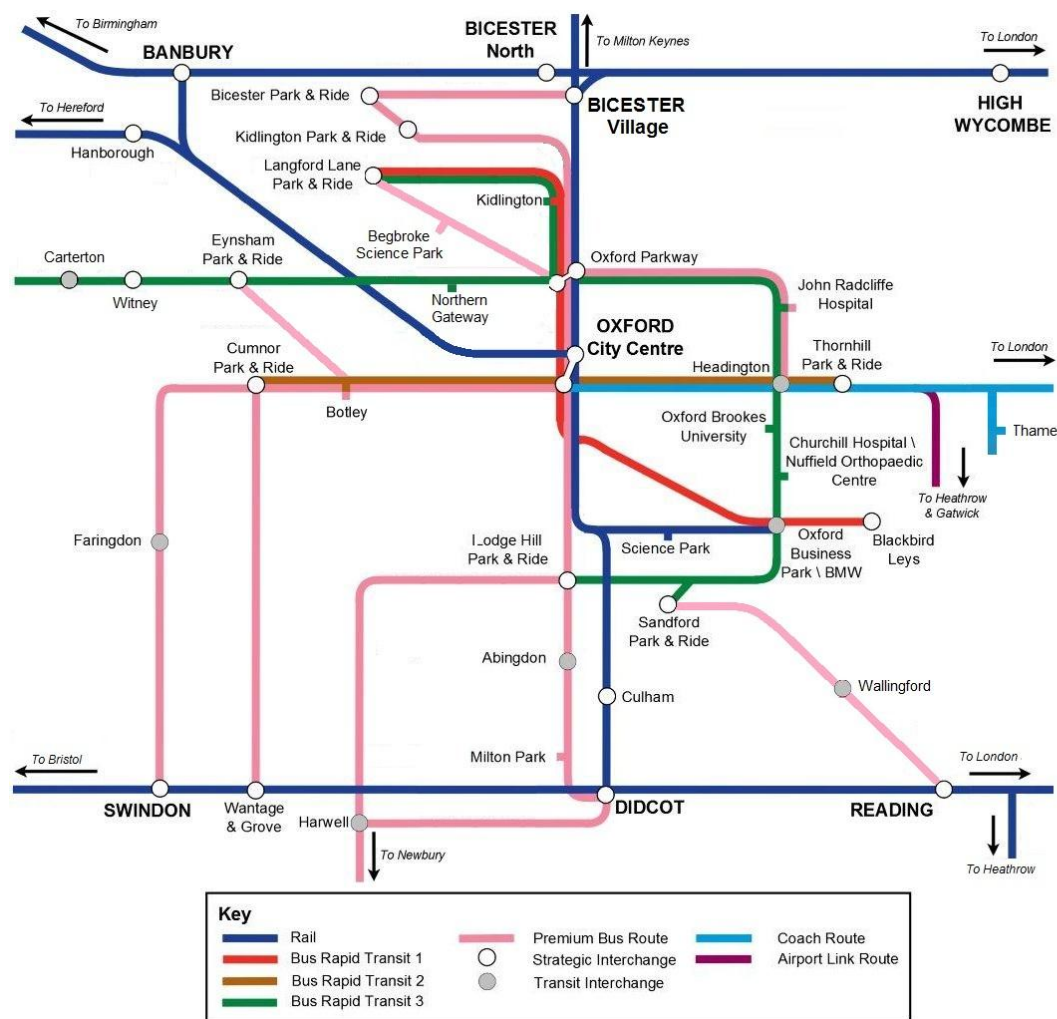 To Birmingham
BANBURY
BICESTER
North
To Milton Keynes
To London
Bicester Park & Ride
BICESTER
Village
HIGH
WYCOMBE
To Hereford
Hanborough
Kidlington Park & Ride
Langford Lane
Park & Ride
Kidlington
Begbroke
Science Park
Carterton
Witney
Eynsham
Park & Ride
Northern
Gateway
Oxford Parkway
John Radcliffe
Hospital
OXFORD
City Centre
Cumnor
Park & Ride
Botley
Headington
Thornhill
Park & Ride
To London
Oxford Brookes
University
Churchill Hospital \
Nuffield Orthopaedic
Centre
Thame
To Heathrow
& Gatwick
Faringdon
Lodge Hill
Park & Ride
Science Park
Oxford
Business
Park \ BMW
Blackbird
Leys
Sandford
Park & Ride
Abingdon
Culham
Wallingford
Milton Park
To Bristol
To London
SWINDON
Wantage
& Grove
Harwell
DIDCOT
READING
To Newbury
To Heathrow
Key
Rail
Bus Rapid Transit 1
Bus Rapid Transit 2
Bus Rapid Transit 3
Premium Bus Route
Strategic Interchange
Transit Interchange
Coach Route
Airport Link Route